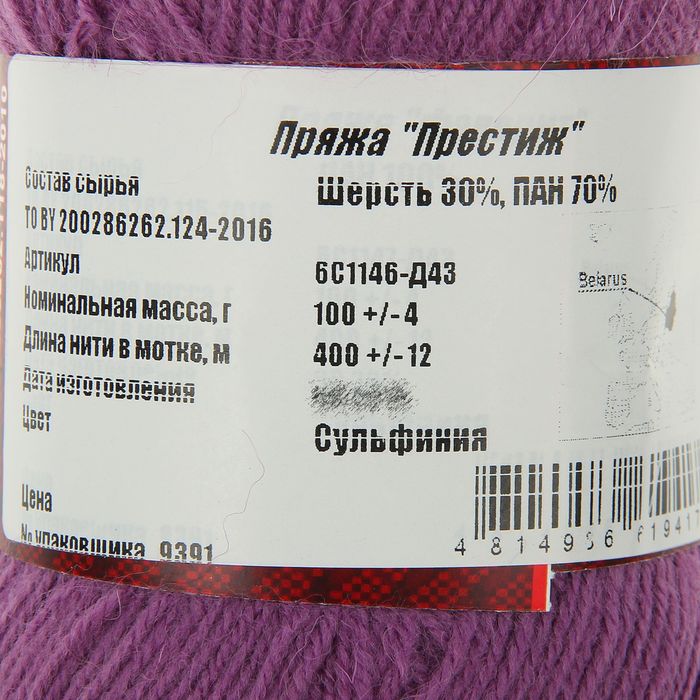 Пряжа "Престиж"
Состав сырья Шерсть 30%, ПАН 70%
ТО BY 200286262.124-2016
Артикул 6С1146-Д43
Номинальная масса, г 100 +/- 4
Длина нити в мотке, м 400 +/- 12
Дата изготовления
Цвет Сульфиния
Belarus
Цена
№ упаковщика 9391
4 814996 61941